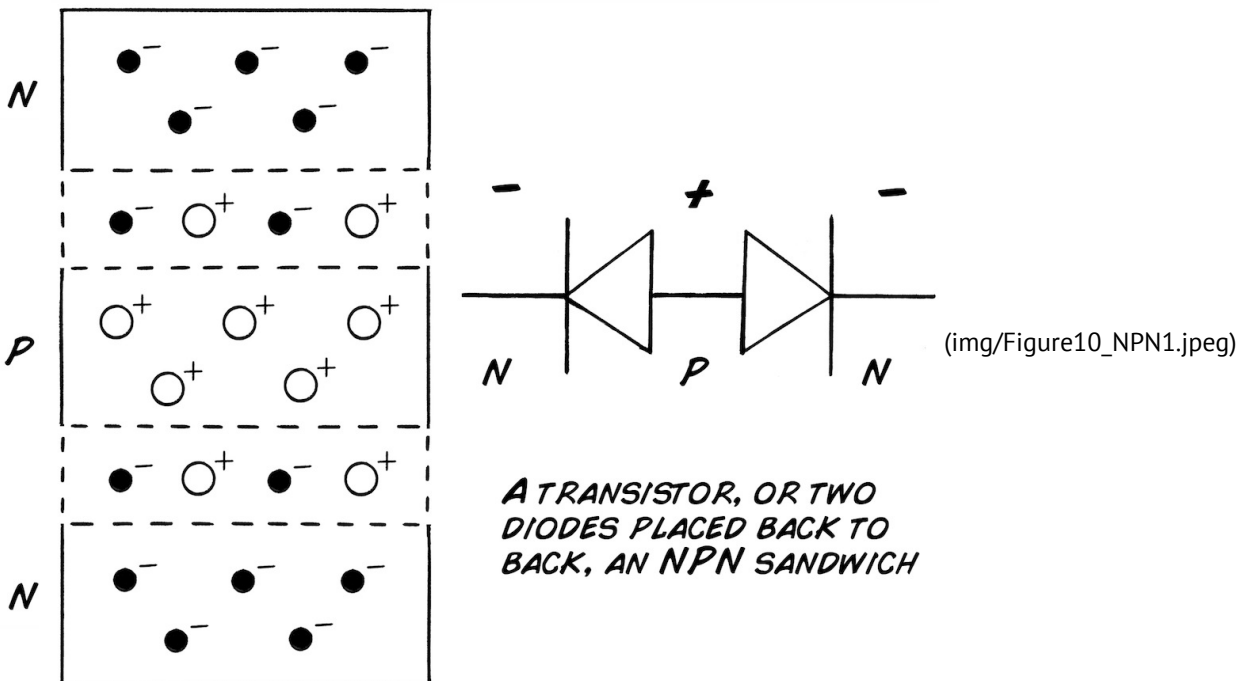 N
P
N
- + -
N P N
(img/Figure10_NPN1.jpeg)
A TRANSISTOR, OR TWO
DIODES PLACED BACK TO
BACK, AN NPN SANDWICH